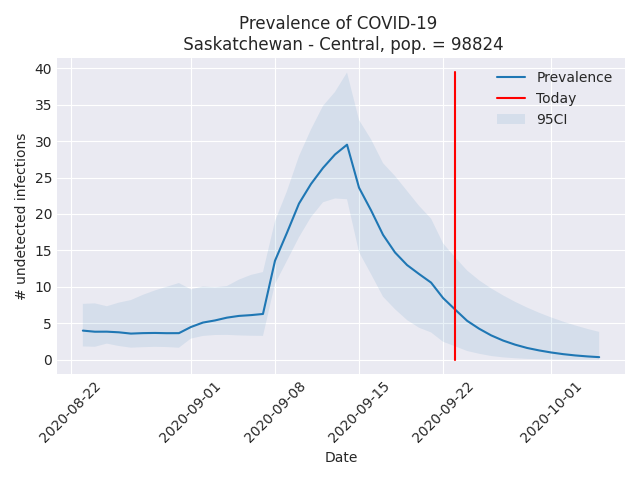 Prevalence of COVID-19
Saskatchewan - Central, pop. = 98824
Prevalence
Today
95CI
# undetected infections
40
35
30
25
20
15
10
5
0
2020-08-22
2020-09-01
2020-09-08
2020-09-15
2020-09-22
2020-10-01
Date